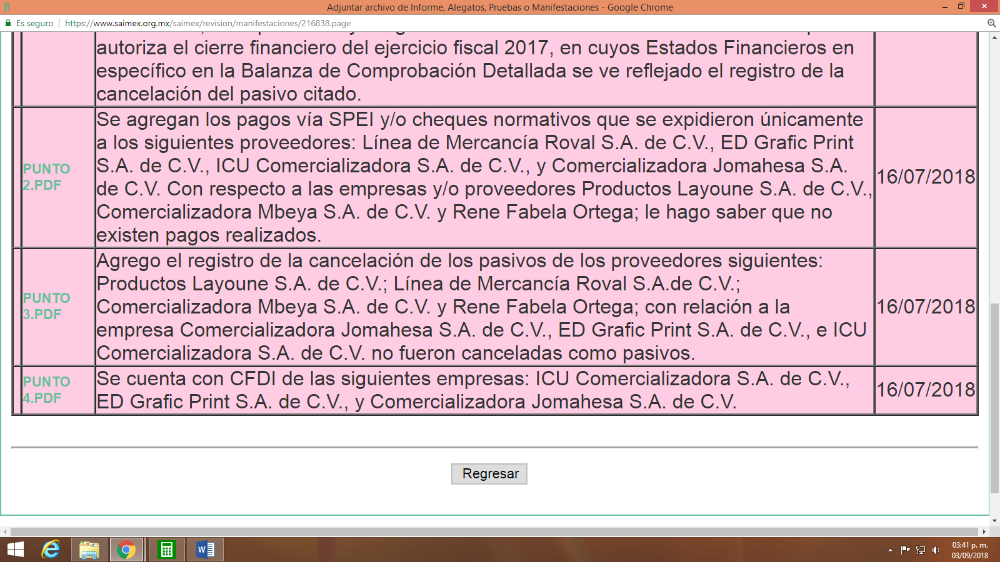 Adjuntar archivo de Informe, Alegatos, Pruebas o Manifestaciones - Google Chrome
Es seguro | https://www.saimex.org.mx/saimex/revision/manifestaciones/216838.page
autoriza el cierre financiero del ejercicio fiscal 2017, en cuyos Estados Financieros en
específico en la Balanza de Comprobación Detallada se ve reflejado el registro de la
cancelación del pasivo citado.
PUNTO
2.PDF
Se agregan los pagos vía SPEI y/o cheques normativos que se expidieron únicamente
a los siguientes proveedores: Línea de Mercancía Roval S.A. de C.V., ED Grafic Print
S.A. de C.V., ICU Comercializadora S.A. de C.V., y Comercializadora Jomahesa S.A.
de C.V. Con respecto a las empresas y/o proveedores Productos Layoune S.A. de C.V.,
Comercializadora Mbeya S.A. de C.V. y Rene Fabela Ortega; le hago saber que no
existen pagos realizados.
16/07/2018
PUNTO
3.PDF
Agrego el registro de la cancelación de los pasivos de los proveedores siguientes:
Productos Layoune S.A. de C.V.; Línea de Mercancía Roval S.A.de C.V.;
Comercializadora Mbeya S.A. de C.V. y Rene Fabela Ortega; con relación a la
empresa Comercializadora Jomahesa S.A. de C.V., ED Grafic Print S.A. de C.V., e ICU
Comercializadora S.A. de C.V. no fueron canceladas como pasivos.
16/07/2018
PUNTO
4.PDF
Se cuenta con CFDI de las siguientes empresas: ICU Comercializadora S.A. de C.V.,
ED Grafic Print S.A. de C.V., y Comercializadora Jomahesa S.A. de C.V.
16/07/2018
Regresar
03:41 p. m.
03/09/2018